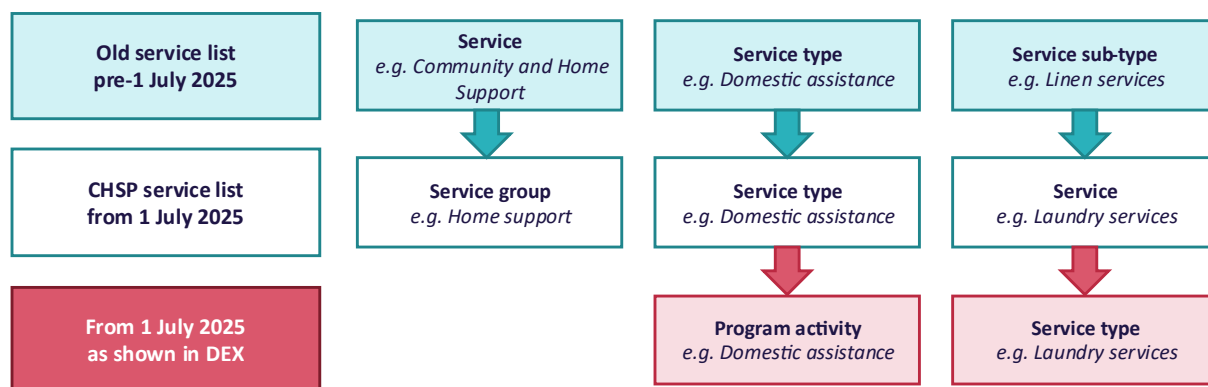 Old service list
pre-1 July 2025
Service
e.g. Community and Home
Support
Service type
e.g. Domestic assistance
Service sub-type
e.g. Linen services
CHSP service list
from 1 July 2025
Service group
e.g. Home support
Service type
e.g. Domestic assistance
Service
e.g. Laundry services
From 1 July 2025
as shown in DEX
Program activity
e.g. Domestic assistance
Service type
e.g. Laundry services